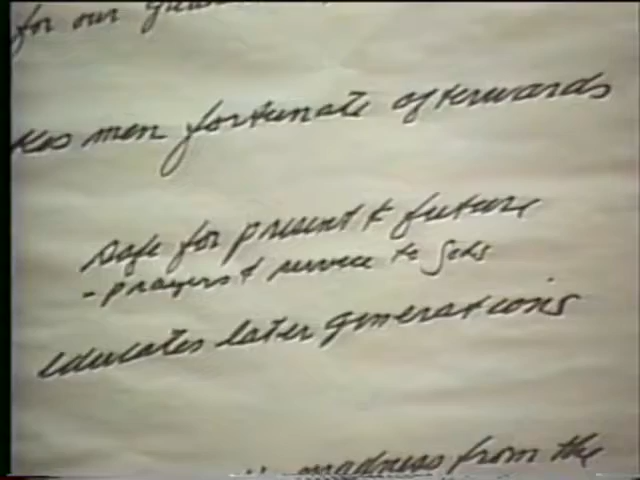 for our
men fortunate afterwards
safe for present & future
- prayers & service to Gods
educates later generations
madness from the